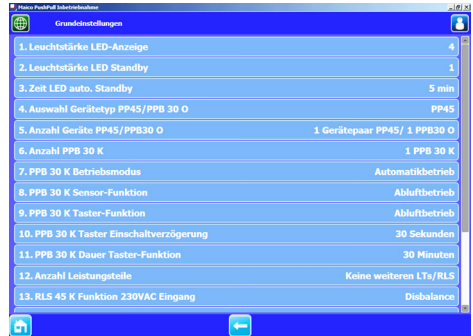 Maico PushPull Inbetriebnahme
Grundeinstellungen
1. Leuchtstärke LED-Anzeige 4
2. Leuchtstärke LED Standby 1
3. Zeit LED auto. Standby 5 min
4. Auswahl Gerätetyp PP45/PPB 30 O PP45
5. Anzahl Geräte PP45/PPB30 O 1 Gerätepaar PP45/ 1 PPB30 O
6. Anzahl PPB 30 K 1 PPB 30 K
7. PPB 30 K Betriebsmodus Automatikbetrieb
8. PPB 30 K Sensor-Funktion Abluftbetrieb
9. PPB 30 K Taster-Funktion Abluftbetrieb
10. PPB 30 K Taster Einschaltverzögerung 30 Sekunden
11. PPB 30 K Dauer Taster-Funktion 30 Minuten
12. Anzahl Leistungsteile Keine weiteren LTs/RLS
13. RLS 45 K Funktion 230VAC Eingang Disbalance